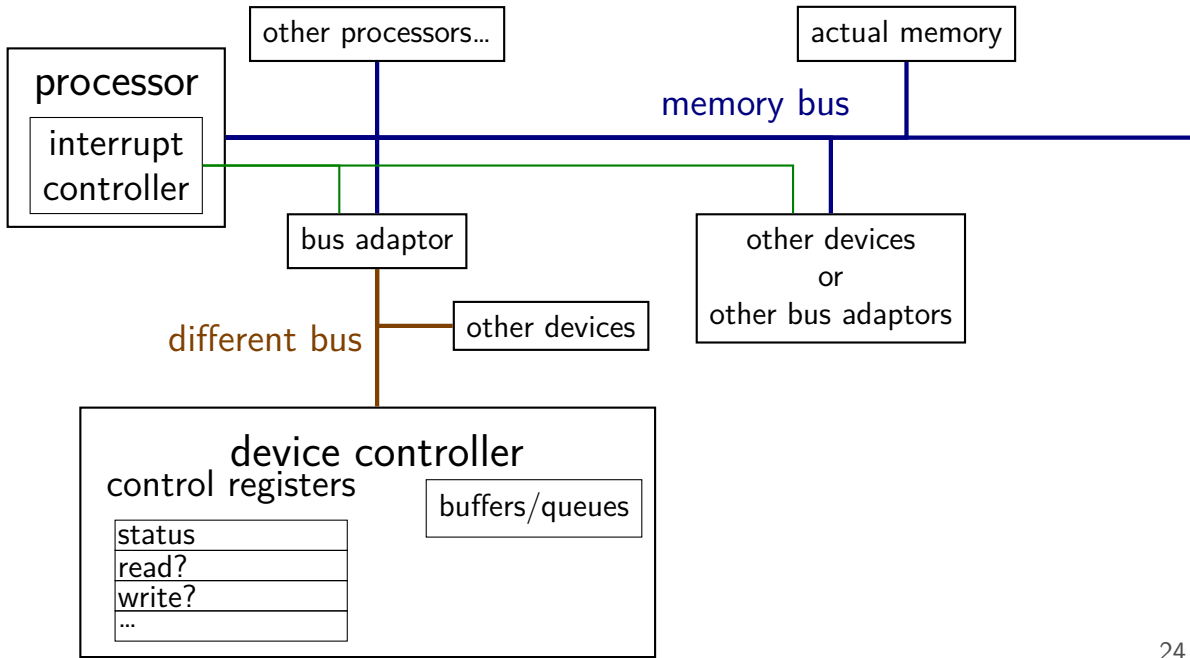 other processors…
actual memory
processor
memory bus
interrupt
controller
bus adaptor
other devices
or
other bus adaptors
different bus
other devices
device controller
control registers
buffers/queues
status
read?
write?
…
24